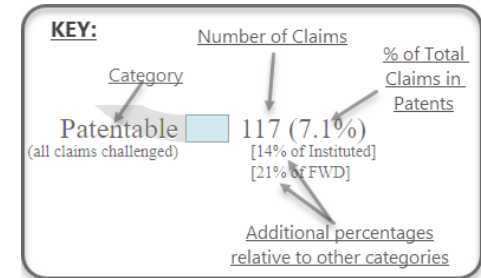 KEY:
Number of Claims
% of Total
Claims in
Patents
Category
Patentable 117 (7.1%)
(all claims challenged) [14% of Instituted]
[21% of FWD]
Additional percentages
relative to other categories